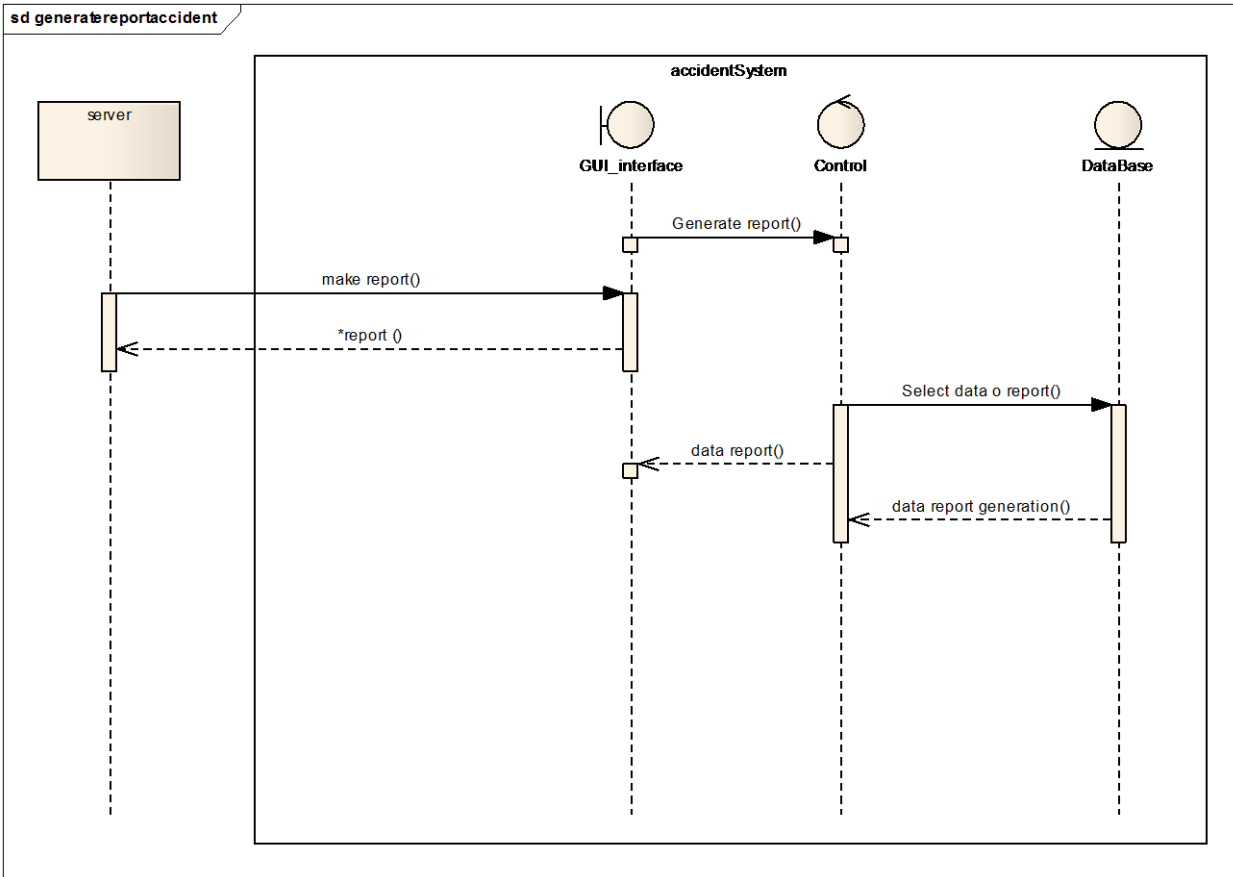 sd generatereportaccident
accidentSystem
server
GUI_interface
Control
DataBase
Generate report()
make report()
*report ()
Select data o report()
data report()
data report generation()